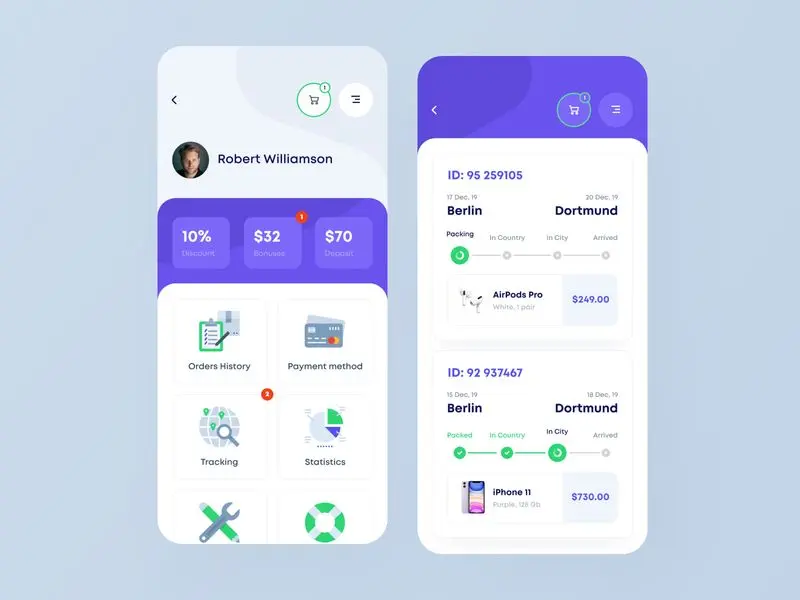 1
Robert Williamson
1
10%
$32
$70
Discount
Bonuses
Deposit
Orders History
Payment method
2
Tracking
Statistics
1
ID: 95 259105
17 Dec, 19
20 Dec, 19
Berlin
Dortmund
Packing
In Country
In City
Arrived
AirPods Pro
$249.00
White, 1 pair
ID: 92 937467
15 Dec, 19
18 Dec, 19
Berlin
Dortmund
Packed
In Country
In City
Arrived
iPhone 11
$730.00
Purple, 128 Gb